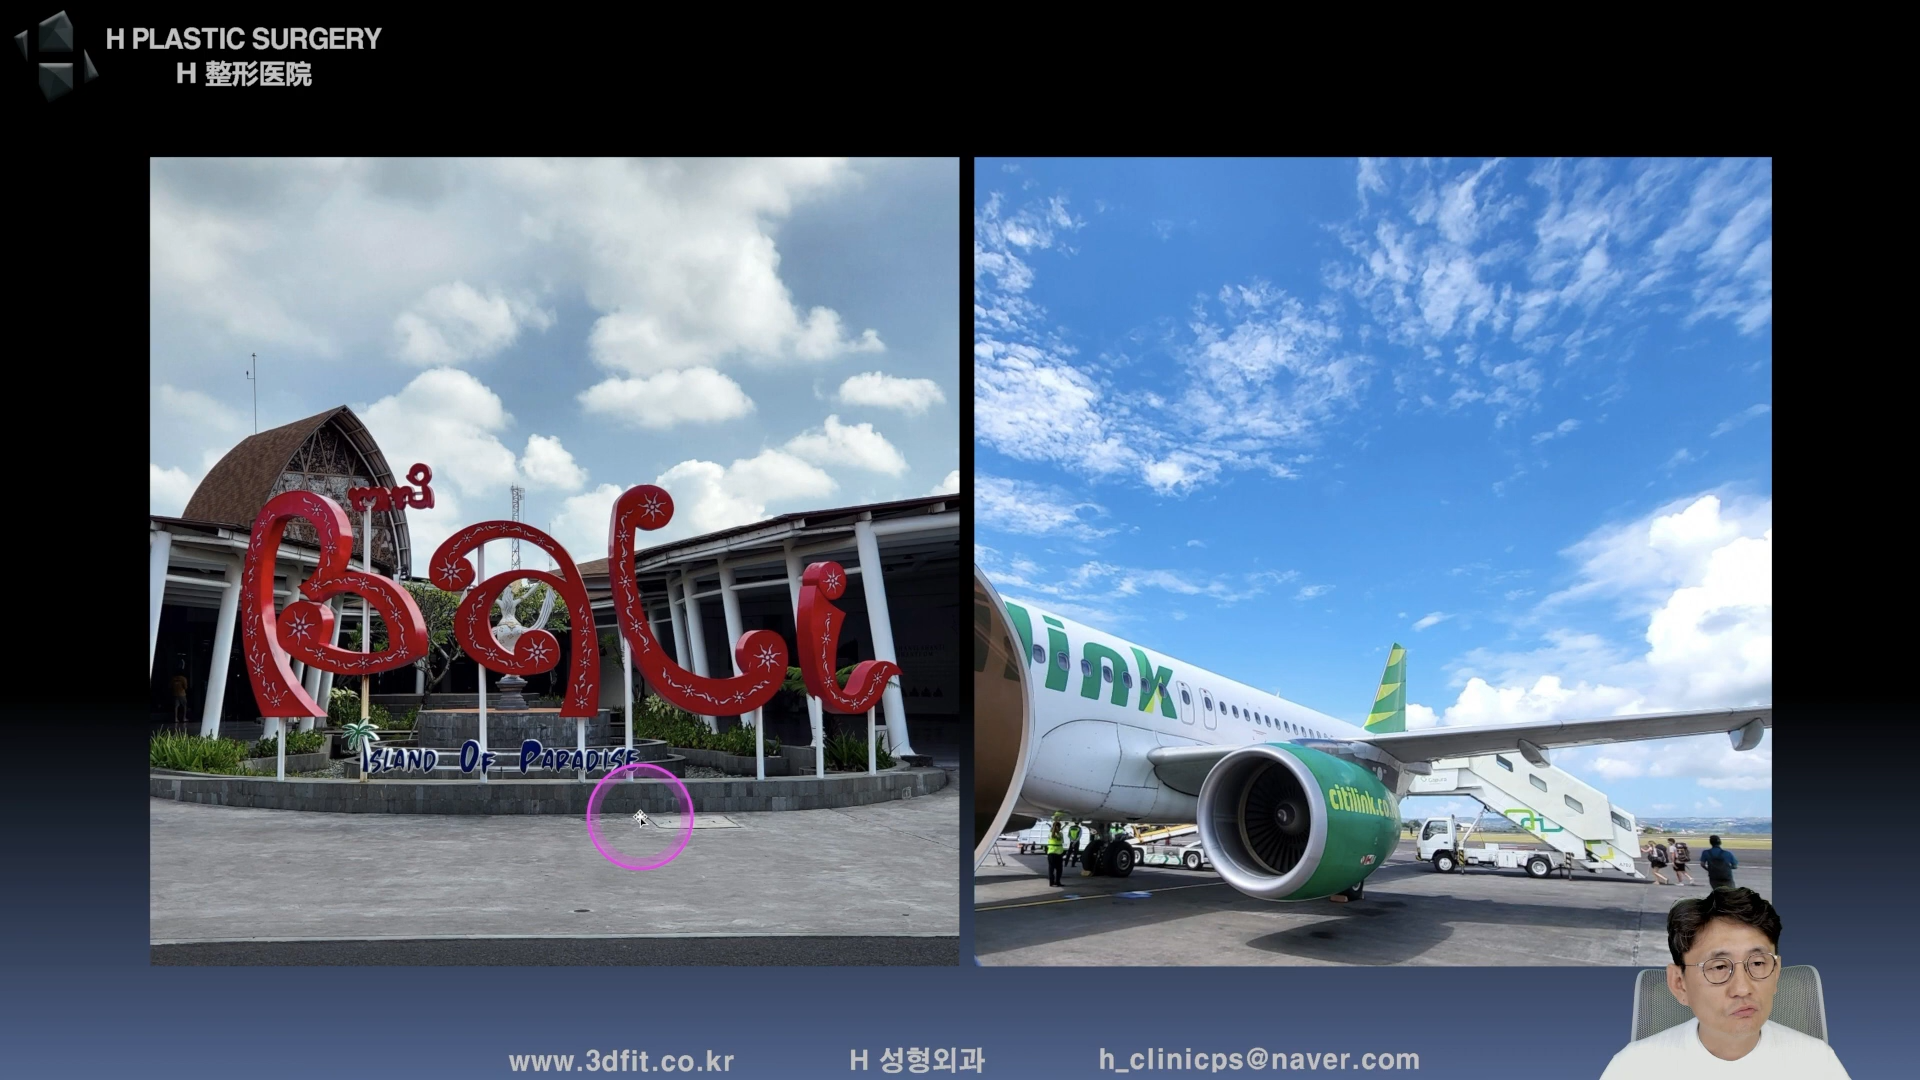 H PLASTIC SURGERY
H 整形医院
Bali
ISLAND OF PARADISE
link
citilink.co
www.3dfit.co.kr
H 성형외과
h_clinicps@naver.com